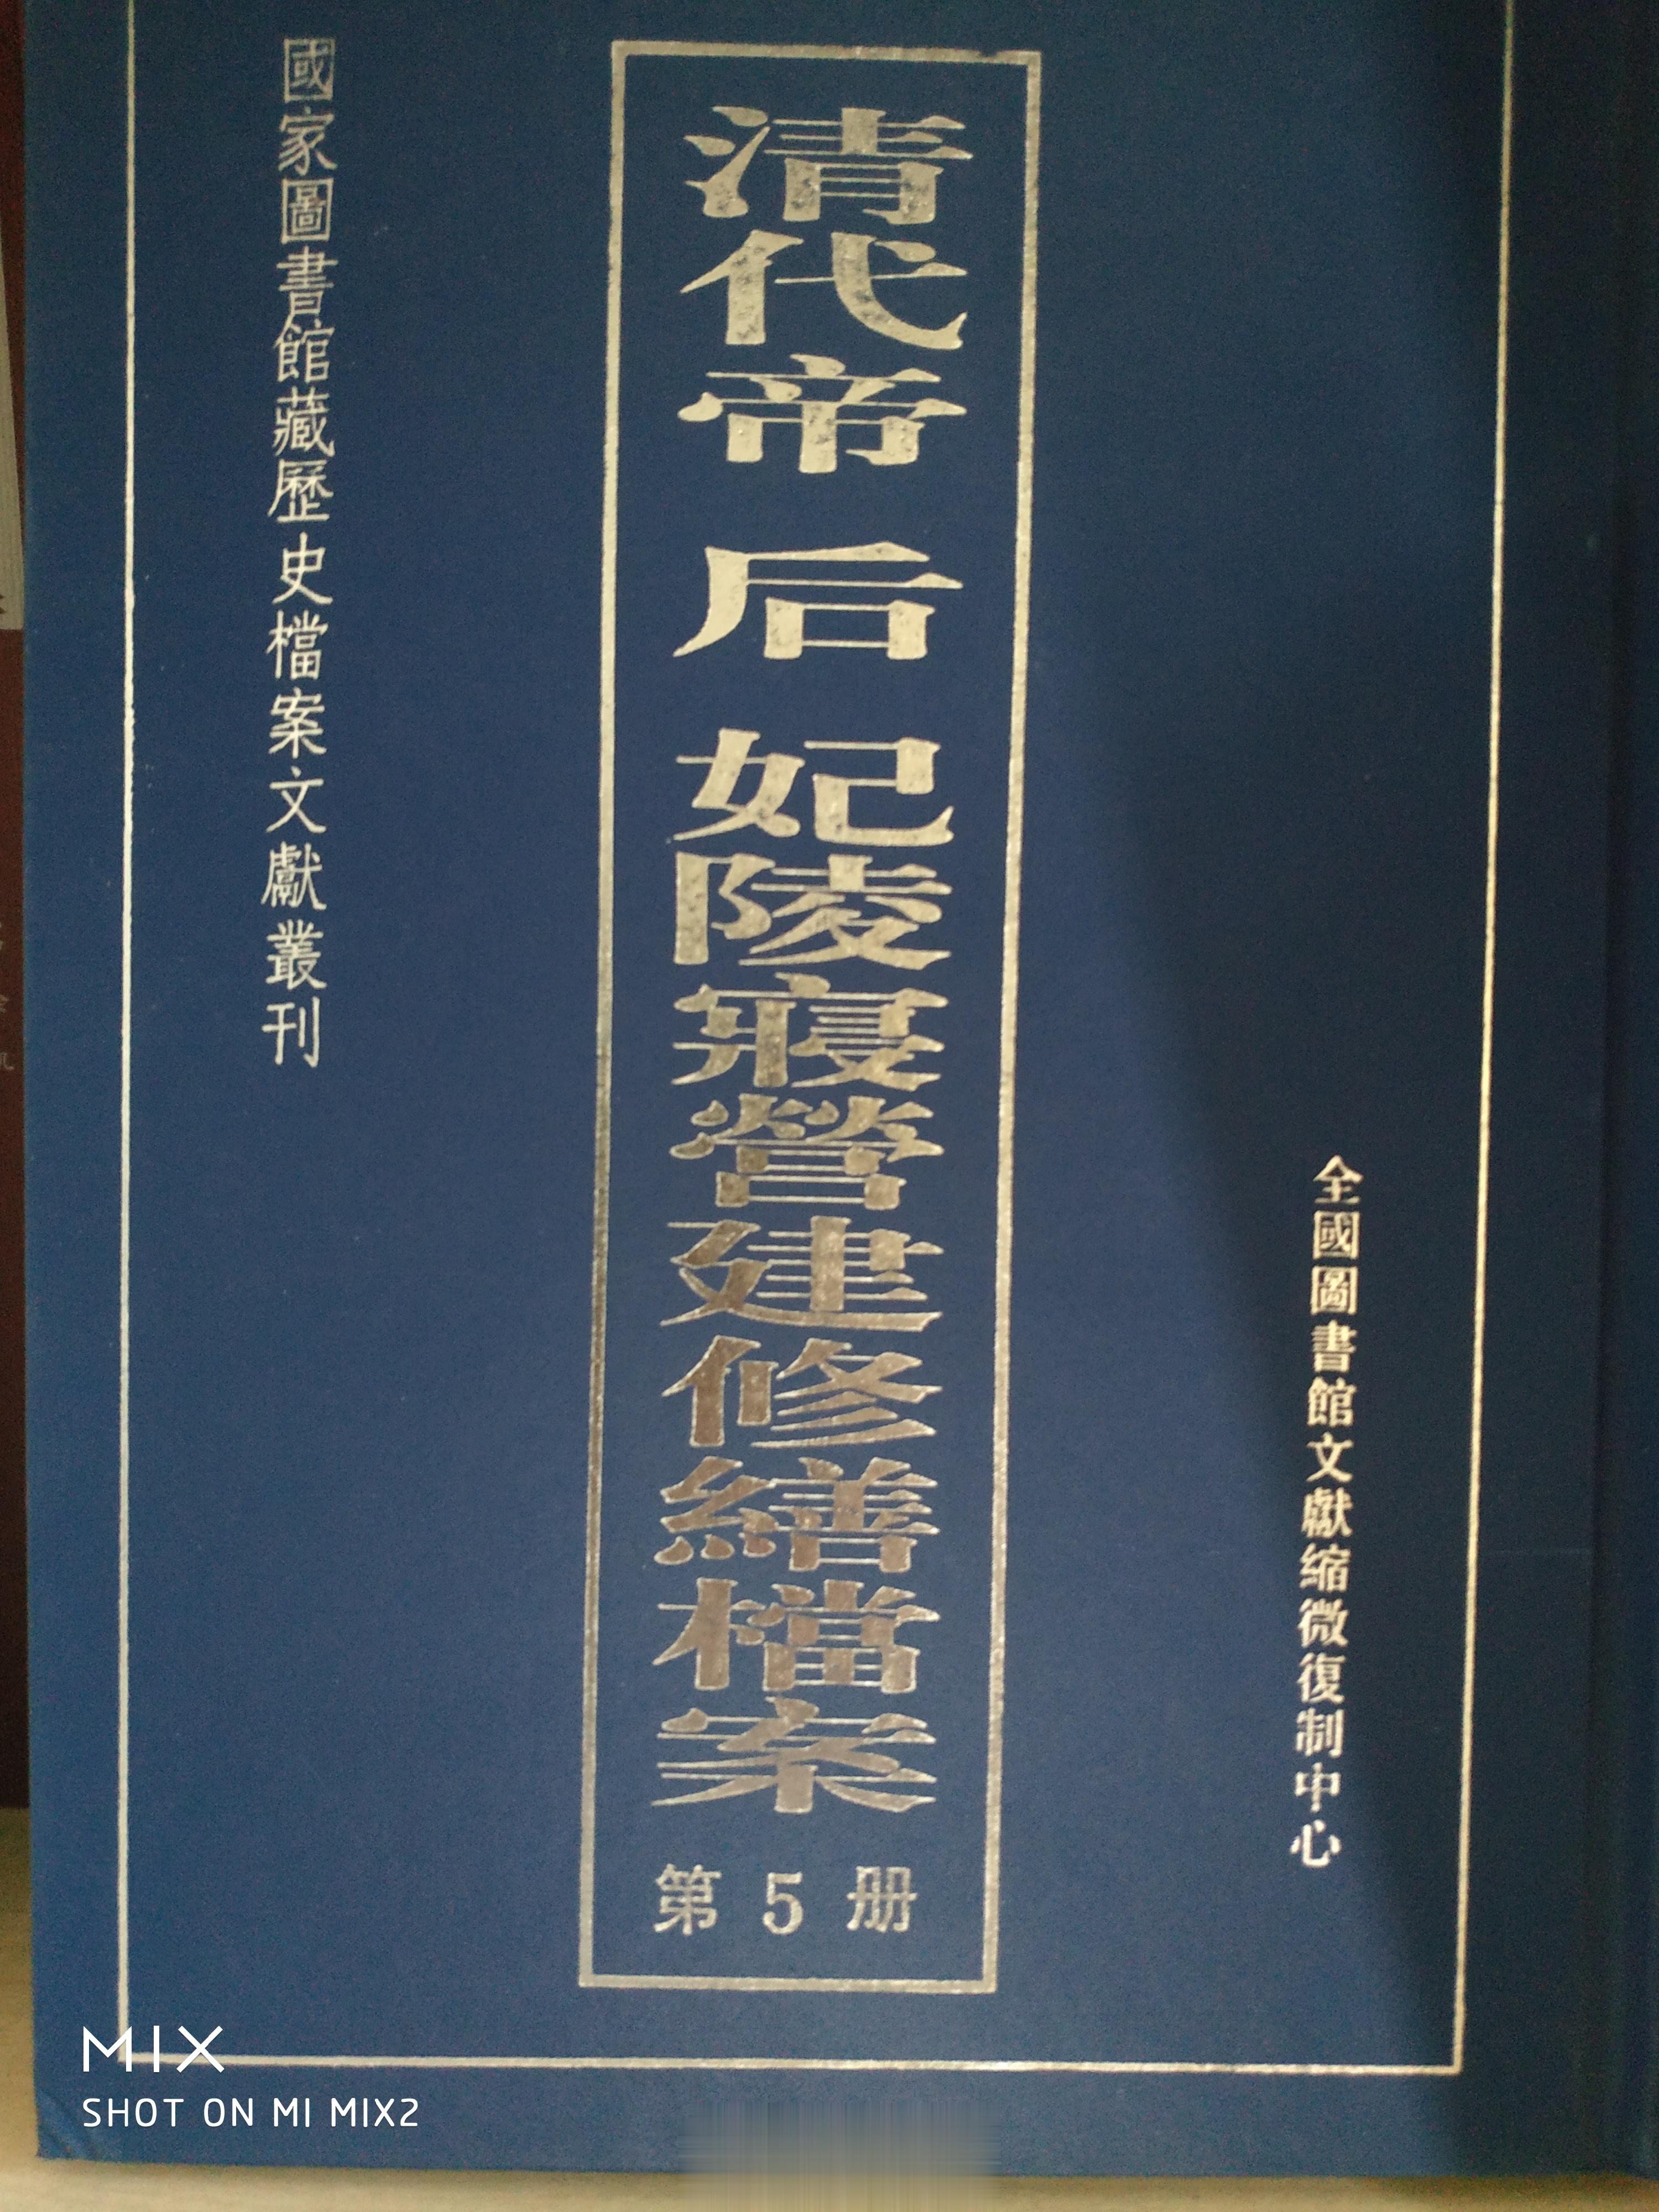 國家圖書館藏歷史檔案文獻叢刊
清代帝后妃陵寢營建修繕檔案
第5册
全國圖書館文獻缩微復制中心
MIX
SHOT ON MI MIX2